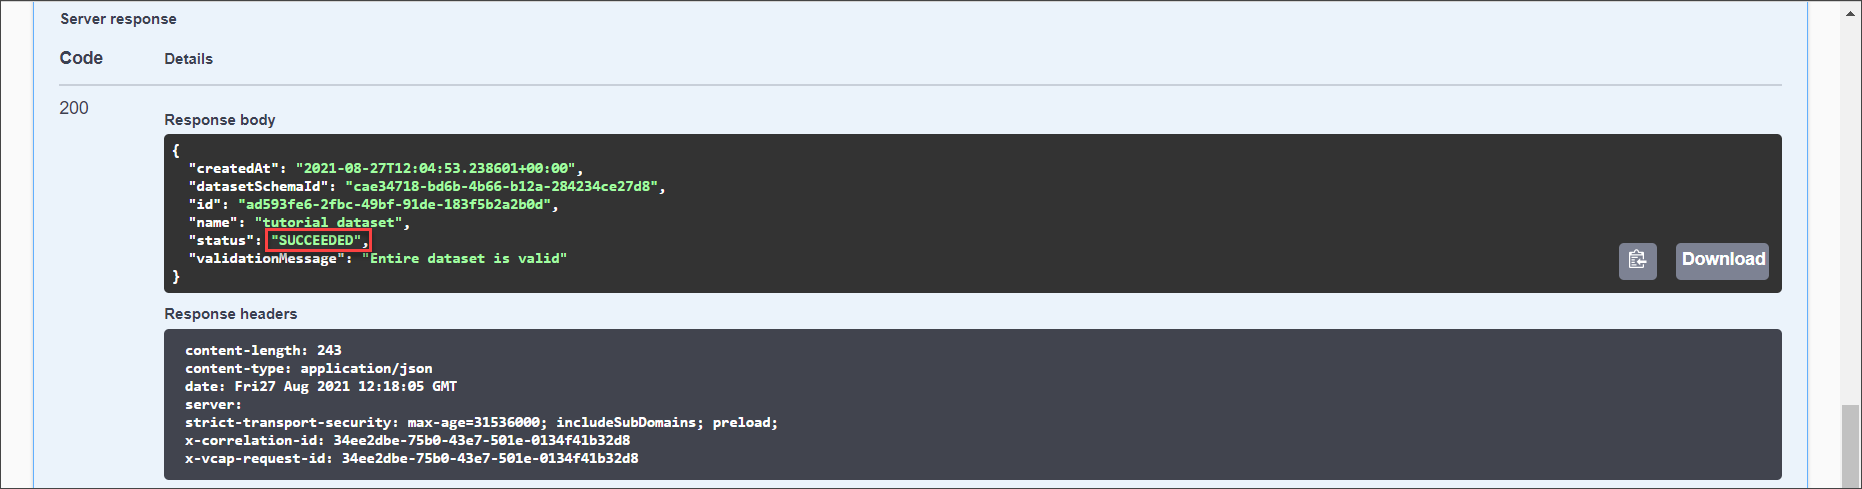 Server response
Code Details
200
Response body
{
"createdAt": "2021-08-27T12:04:53.238601+00:00",
"datasetSchemaId": "cae34718-bd6b-4b66-b12a-284234ce27d8",
"id": "ad593fe6-2fbc-49bf-91de-183f5b2a2b0d",
"name": "tutorial_dataset",
"status": "SUCCEEDED",
"validationMessage": "Entire dataset is valid"
}
Download
Response headers
content-length: 243
content-type: application/json
date: Fri27 Aug 2021 12:18:05 GMT
server:
strict-transport-security: max-age=31536000; includeSubDomains; preload;
x-correlation-id: 34ee2dbe-75b0-43e7-501e-0134f41b32d8
x-vcap-request-id: 34ee2dbe-75b0-43e7-501e-0134f41b32d8